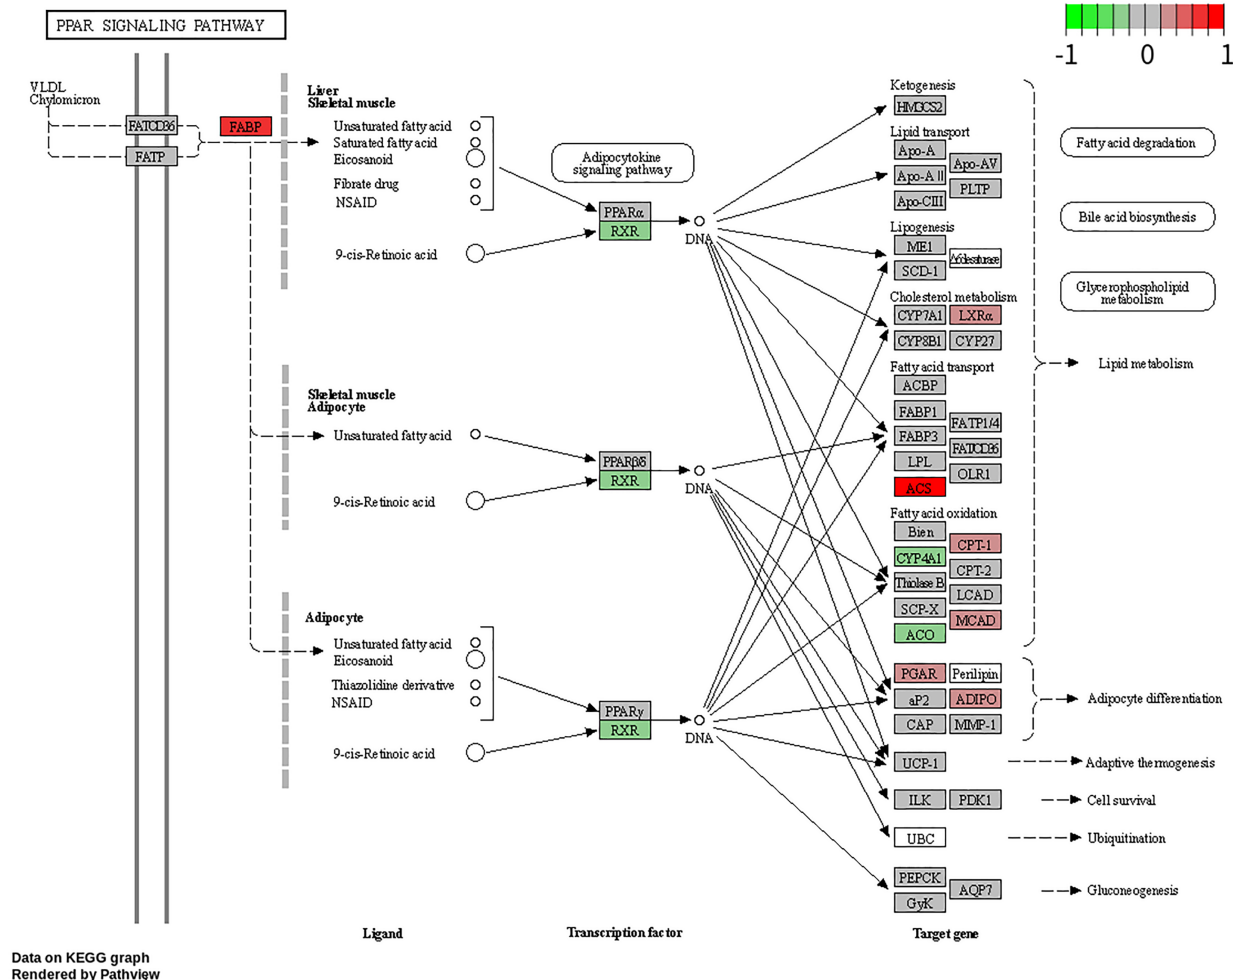 PPAR SIGNALING PATHWAY
-1 0 1
VLDL
Chylomicron
FATCD36
FATP
FABP
Liver
Skeletal muscle
Unsaturated fatty acid
Saturated fatty acid
Eicosanoid
Fibrate drug
NSAID
9-cis-Retinoic acid
Adipocytokine
signaling pathway
PPARα
RXR
DNA
Skeletal muscle
Adipocyte
Unsaturated fatty acid
9-cis-Retinoic acid
PPARβ/δ
RXR
DNA
Adipocyte
Unsaturated fatty acid
Eicosanoid
Thiazolidine derivative
NSAID
9-cis-Retinoic acid
PPARγ
RXR
DNA
Ketogenesis
HMGCS2
Lipid transport
Apo-A
Apo-AV
Apo-A II
PLTP
Apo-CIII
Lipogenesis
ME1
SCD-1
Cholesterol metabolism
CYP7A1 LXRα
CYP8B1 CYP27
Fatty acid transport
ACBP
FABP1
FATP1/4
FABP3
FATCD36
LPL
OLR1
ACS
Fatty acid oxidation
Bien
CPT-1
CYP4A1
CPT-2
Thiolase B
LCAD
SCP-X
MCAD
ACO
PGAR Perilipin
aP2 ADIPO
CAP MMP-1
UCP-1
ILK PDK1
UBC
PEPCK
AQP7
GyK
Fatty acid degradation
Bile acid biosynthesis
Glycerophospholipid
metabolism
Lipid metabolism
Adipocyte differentiation
Adaptive thermogenesis
Cell survival
Ubiquitination
Gluconeogenesis
Ligand Transcription factor Target gene
Data on KEGG graph
Rendered by Pathview